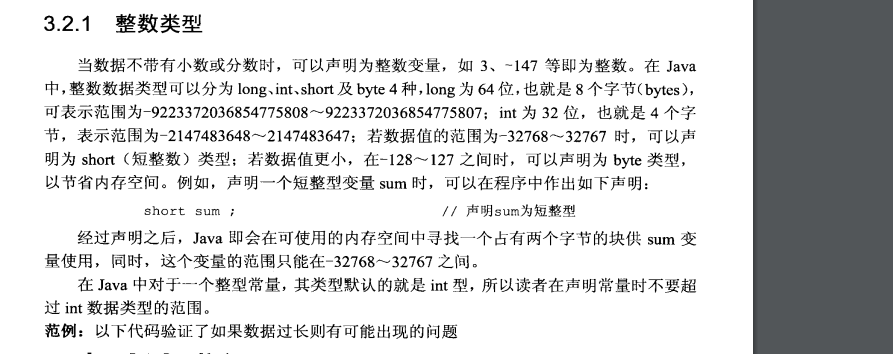 3.2.1 整数类型
当数据不带有小数或分数时，可以声明为整数变量，如 3、-147 等即为整数。在 Java
中，整数数据类型可以分为 long、int、short 及 byte 4 种，long 为 64 位，也就是 8 个字节（bytes），
可表示范围为-9223372036854775808～9223372036854775807；int 为 32 位，也就是 4 个字
节，表示范围为-2147483648～2147483647；若数据值的范围为-32768～32767 时，可以声
明为 short（短整数）类型；若数据值更小，在-128～127 之间时，可以声明为 byte 类型，
以节省内存空间。例如，声明一个短整型变量 sum 时，可以在程序中作出如下声明：
short sum ; // 声明sum为短整型
经过声明之后，Java 即会在可使用的内存空间中寻找一个占有两个字节的块供 sum 变
量使用，同时，这个变量的范围只能在-32768～32767 之间。
在 Java 中对于一个整型常量，其类型默认的就是 int 型，所以读者在声明常量时不要超
过 int 数据类型的范围。
范例：以下代码验证了如果数据过长则有可能出现的问题